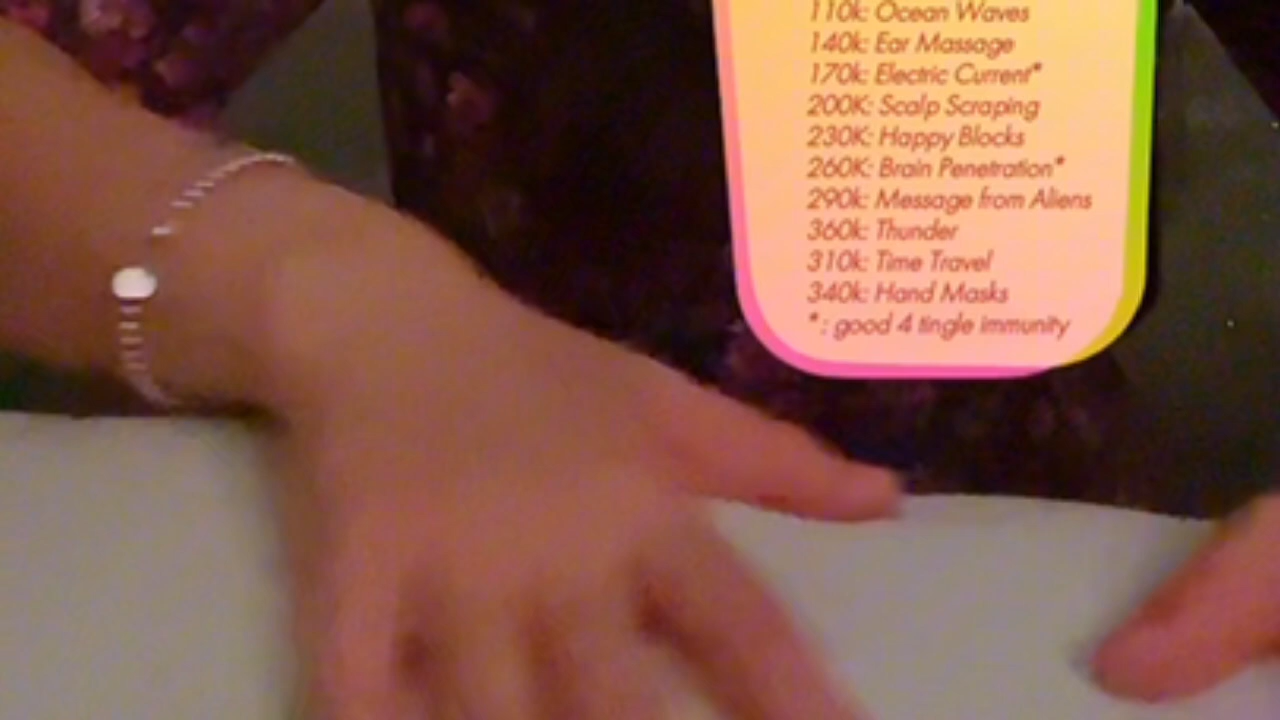 110k: Ocean Waves
140k: Ear Massage
170k: Electric Current*
200K: Scalp Scraping
230K: Happy Blocks
260K: Brain Penetration*
290k: Message from Aliens
360k: Thunder
310k: Time Travel
340k: Hand Masks
* : good 4 tingle immunity